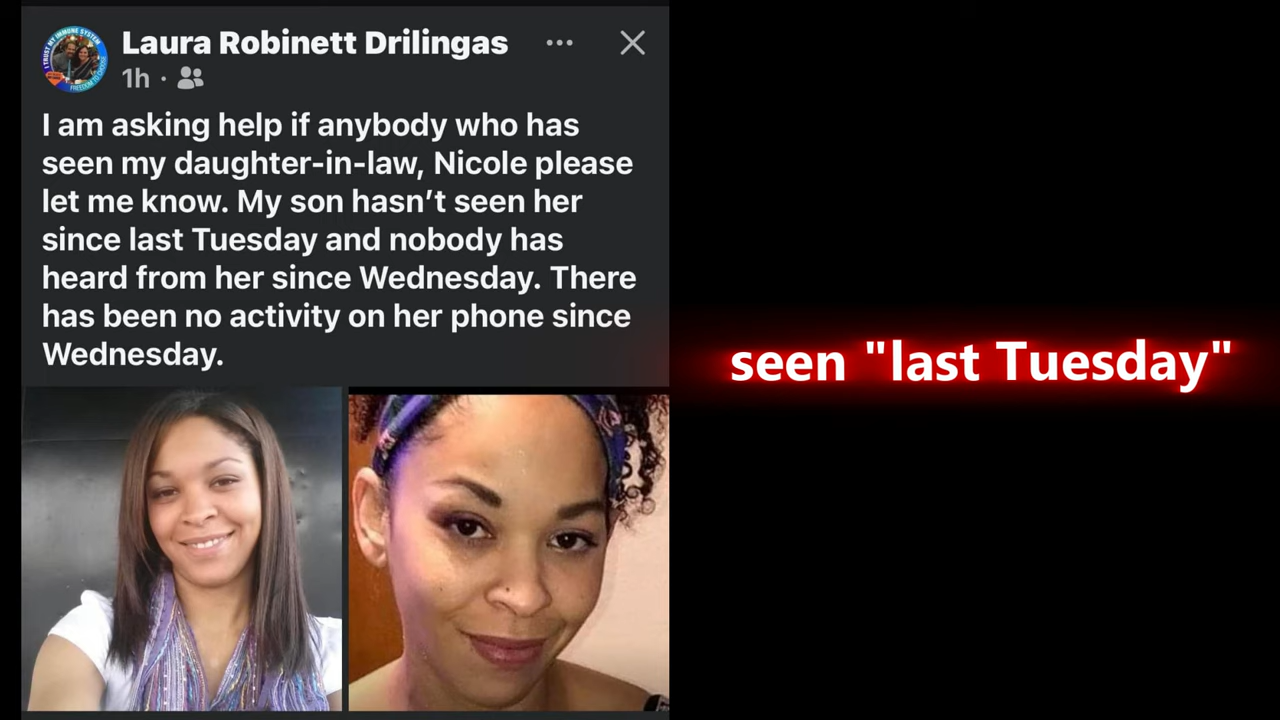 Laura Robinett Drilingas
1h
I am asking help if anybody who has
seen my daughter-in-law, Nicole please
let me know. My son hasn't seen her
since last Tuesday and nobody has
heard from her since Wednesday. There
has been no activity on her phone since
Wednesday.
seen "last Tuesday"